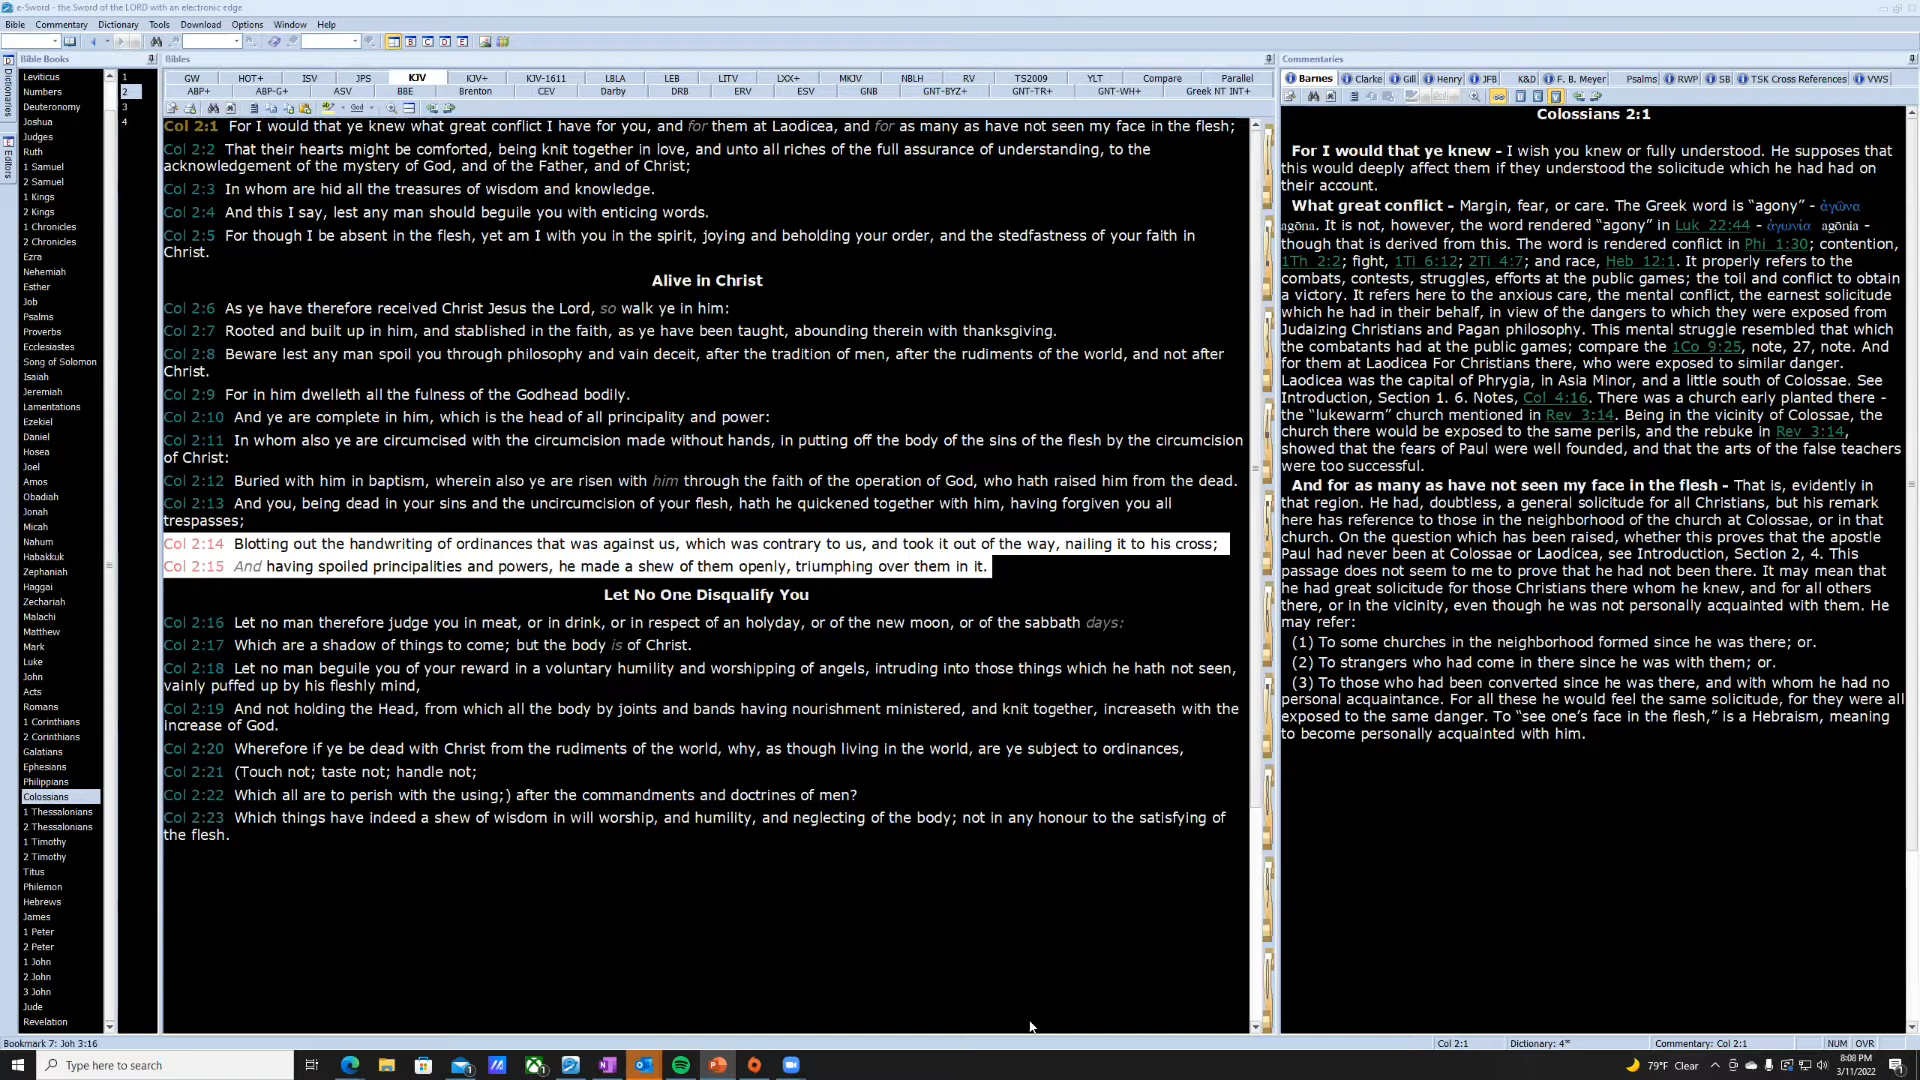 e-Sword - the Sword of the LORD with an electronic edge
Bible Commentary Dictionary Tools Download Options Window Help
Bible Books
Bibles
Commentaries
Dictionaries
Editors
Leviticus
Numbers
Deuteronomy
Joshua
Judges
Ruth
1 Samuel
2 Samuel
1 Kings
2 Kings
1 Chronicles
2 Chronicles
Ezra
Nehemiah
Esther
Job
Psalms
Proverbs
Ecclesiastes
Song of Solomon
Isaiah
Jeremiah
Lamentations
Ezekiel
Daniel
Hosea
Joel
Amos
Obadiah
Jonah
Micah
Nahum
Habakkuk
Zephaniah
Haggai
Zechariah
Malachi
Matthew
Mark
Luke
John
Acts
Romans
1 Corinthians
2 Corinthians
Galatians
Ephesians
Philippians
Colossians
1 Thessalonians
2 Thessalonians
1 Timothy
2 Timothy
Titus
Philemon
Hebrews
James
1 Peter
2 Peter
1 John
2 John
3 John
Jude
Revelation
1
2
3
4
GW HOT+ ISV JPS KJV KJV+ KJV-1611 LBLA LEB LITV LXX+ MKJV NBLH RV TS2009 YLT Compare Parallel
ABP+ ABP-G+ ASV BBE Brenton CEV Darby DRB ERV ESV GNB GNT-BYZ+ GNT-TR+ GNT-WH+ Greek NT INT+
Col 2:1 For I would that ye knew what great conflict I have for you, and for them at Laodicea, and for as many as have not seen my face in the flesh;
Col 2:2 That their hearts might be comforted, being knit together in love, and unto all riches of the full assurance of understanding, to the
acknowledgement of the mystery of God, and of the Father, and of Christ;
Col 2:3 In whom are hid all the treasures of wisdom and knowledge.
Col 2:4 And this I say, lest any man should beguile you with enticing words.
Col 2:5 For though I be absent in the flesh, yet am I with you in the spirit, joying and beholding your order, and the stedfastness of your faith in
Christ.
Alive in Christ
Col 2:6 As ye have therefore received Christ Jesus the Lord, so walk ye in him:
Col 2:7 Rooted and built up in him, and stablished in the faith, as ye have been taught, abounding therein with thanksgiving.
Col 2:8 Beware lest any man spoil you through philosophy and vain deceit, after the tradition of men, after the rudiments of the world, and not after
Christ.
Col 2:9 For in him dwelleth all the fulness of the Godhead bodily.
Col 2:10 And ye are complete in him, which is the head of all principality and power:
Col 2:11 In whom also ye are circumcised with the circumcision made without hands, in putting off the body of the sins of the flesh by the circumcision
of Christ:
Col 2:12 Buried with him in baptism, wherein also ye are risen with him through the faith of the operation of God, who hath raised him from the dead.
Col 2:13 And you, being dead in your sins and the uncircumcision of your flesh, hath he quickened together with him, having forgiven you all
trespasses;
Col 2:14 Blotting out the handwriting of ordinances that was against us, which was contrary to us, and took it out of the way, nailing it to his cross;
Col 2:15 And having spoiled principalities and powers, he made a shew of them openly, triumphing over them in it.
Let No One Disqualify You
Col 2:16 Let no man therefore judge you in meat, or in drink, or in respect of an holyday, or of the new moon, or of the sabbath days:
Col 2:17 Which are a shadow of things to come; but the body is of Christ.
Col 2:18 Let no man beguile you of your reward in a voluntary humility and worshipping of angels, intruding into those things which he hath not seen,
vainly puffed up by his fleshly mind,
Col 2:19 And not holding the Head, from which all the body by joints and bands having nourishment ministered, and knit together, increaseth with the
increase of God.
Col 2:20 Wherefore if ye be dead with Christ from the rudiments of the world, why, as though living in the world, are ye subject to ordinances,
Col 2:21 (Touch not; taste not; handle not;
Col 2:22 Which all are to perish with the using;) after the commandments and doctrines of men?
Col 2:23 Which things have indeed a shew of wisdom in will worship, and humility, and neglecting of the body; not in any honour to the satisfying of
the flesh.
Barnes Clarke Gill Henry JFB K&D F. B. Meyer Psalms RWP SB TSK Cross References VWS
Colossians 2:1
For I would that ye knew - I wish you knew or fully understood. He supposes that
this would deeply affect them if they understood the solicitude which he had had on
their account.
What great conflict - Margin, fear, or care. The Greek word is “agony” - ἀγῶνα
agōna. It is not, however, the word rendered “agony” in Luk_22:44 - ἀγωνία agōnia -
though that is derived from this. The word is rendered conflict in Phi_1:30; contention,
1Th_2:2; fight, 1Ti_6:12; 2Ti_4:7; and race, Heb_12:1. It properly refers to the
combats, contests, struggles, efforts at the public games; the toil and conflict to obtain
a victory. It refers here to the anxious care, the mental conflict, the earnest solicitude
which he had in their behalf, in view of the dangers to which they were exposed from
Judaizing Christians and Pagan philosophy. This mental struggle resembled that which
the combatants had at the public games; compare the 1Co_9:25, note, 27, note. And
for them at Laodicea For Christians there, who were exposed to similar danger.
Laodicea was the capital of Phrygia, in Asia Minor, and a little south of Colossae. See
Introduction, Section 1. 6. Notes, Col_4:16. There was a church early planted there -
the “lukewarm” church mentioned in Rev_3:14. Being in the vicinity of Colossae, the
church there would be exposed to the same perils, and the rebuke in Rev_3:14,
showed that the fears of Paul were well founded, and that the arts of the false teachers
were too successful.
And for as many as have not seen my face in the flesh - That is, evidently in
that region. He had, doubtless, a general solicitude for all Christians, but his remark
here has reference to those in the neighborhood of the church at Colossae, or in that
church. On the question which has been raised, whether this proves that the apostle
Paul had never been at Colossae or Laodicea, see Introduction, Section 2, 4. This
passage does not seem to me to prove that he had not been there. It may mean that
he had great solicitude for those Christians there whom he knew, and for all others
there, or in the vicinity, even though he was not personally acquainted with them. He
may refer:
(1) To some churches in the neighborhood formed since he was there; or.
(2) To strangers who had come in there since he was with them; or.
(3) To those who had been converted since he was there, and with whom he had no
personal acquaintance. For all these he would feel the same solicitude, for they were all
exposed to the same danger. To “see one’s face in the flesh,” is a Hebraism, meaning
to become personally acquainted with him.
Bookmark 7: Joh 3:16
Col 2:1 Dictionary: 4** Commentary: Col 2:1 NUM OVR
Type here to search
79°F Clear
8:08 PM
3/11/2022